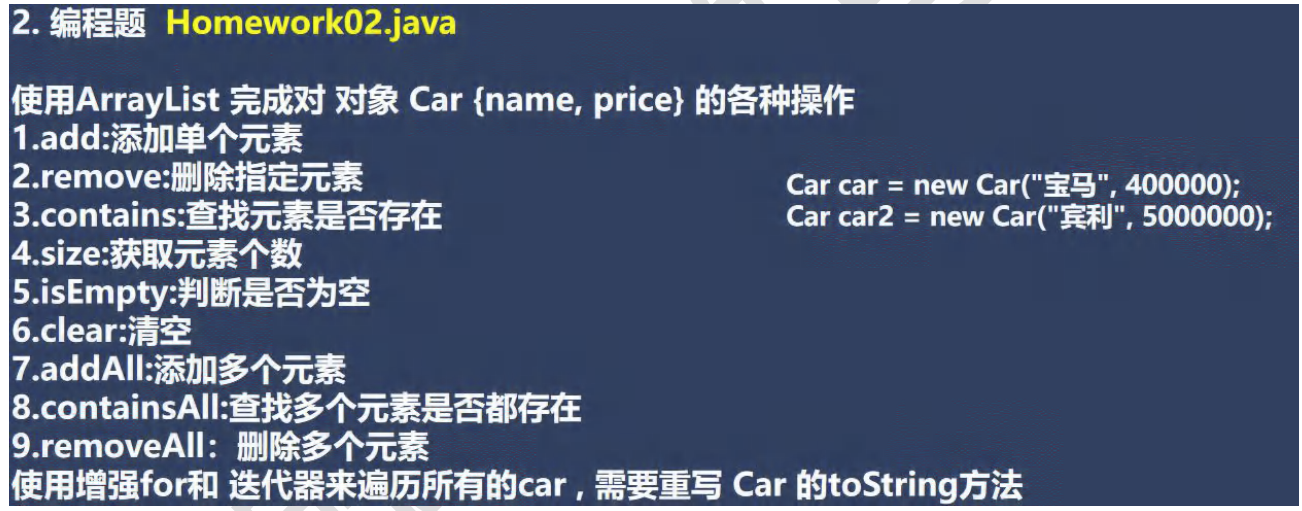 2. 编程题 Homework02.java
使用ArrayList 完成对 对象 Car {name, price} 的各种操作
1.add:添加单个元素
2.remove:删除指定元素
3.contains:查找元素是否存在
4.size:获取元素个数
5.isEmpty:判断是否为空
6.clear:清空
7.addAll:添加多个元素
8.containsAll:查找多个元素是否都存在
9.removeAll：删除多个元素
使用增强for和 迭代器来遍历所有的car , 需要重写 Car 的toString方法
Car car = new Car("宝马", 400000);
Car car2 = new Car("宾利", 5000000);